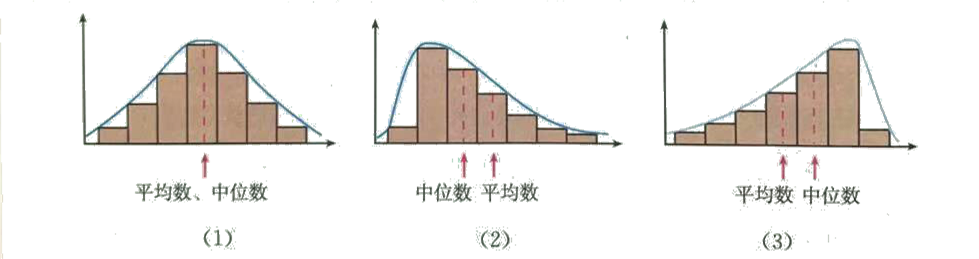 平均数、中位数
中位数 平均数
平均数 中位数
(1)
(2)
(3)